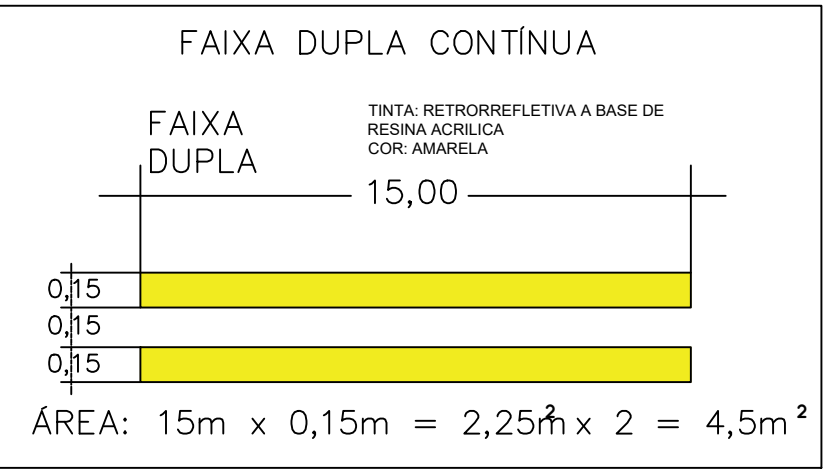 FAIXA DUPLA CONTÍNUA
FAIXA
DUPLA
TINTA: RETRORREFLETIVA A BASE DE
RESINA ACRILICA
COR: AMARELA
15,00
0,15
0,15
0,15
ÁREA: 15m x 0,15m = 2,25m² x 2 = 4,5m²